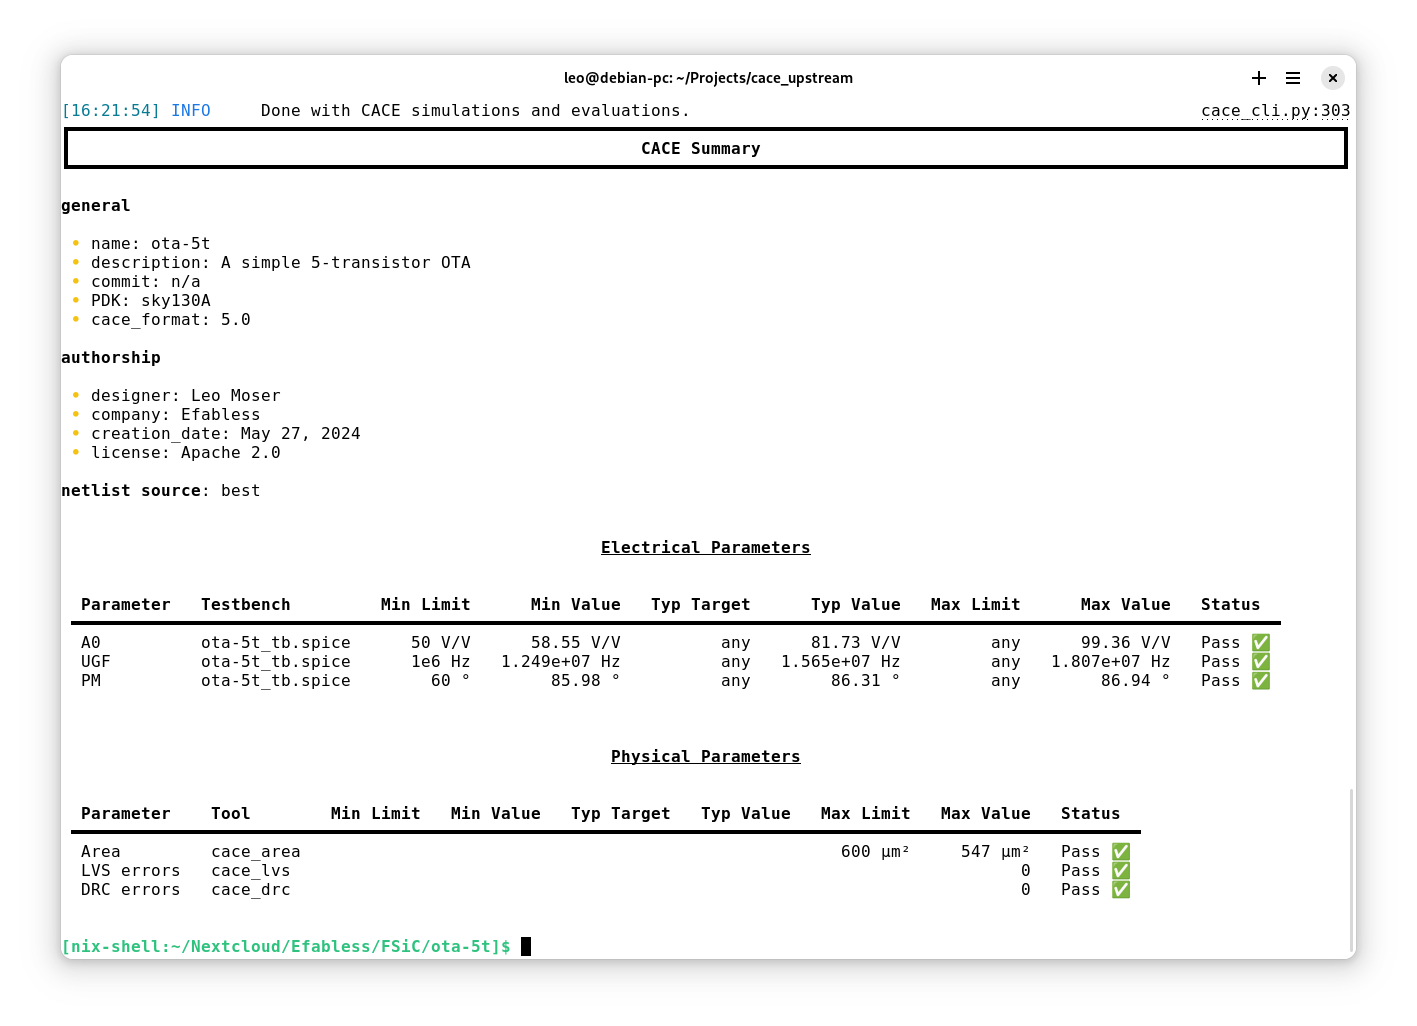 leo@debian-pc: ~/Projects/cace_upstream
[16:21:54] INFO     Done with CACE simulations and evaluations.     cace_cli.py:303
CACE Summary
general
• name: ota-5t
• description: A simple 5-transistor OTA
• commit: n/a
• PDK: sky130A
• cace_format: 5.0
authorship
• designer: Leo Moser
• company: Efabless
• creation_date: May 27, 2024
• license: Apache 2.0
netlist source: best
Electrical Parameters
Parameter   Testbench   Min Limit   Min Value   Typ Target   Typ Value   Max Limit   Max Value   Status
A0   ota-5t_tb.spice   50 V/V   58.55 V/V   any   81.73 V/V   any   99.36 V/V   Pass ✅
UGF   ota-5t_tb.spice   1e6 Hz   1.249e+07 Hz   any   1.565e+07 Hz   any   1.807e+07 Hz   Pass ✅
PM   ota-5t_tb.spice   60 °   85.98 °   any   86.31 °   any   86.94 °   Pass ✅
Physical Parameters
Parameter   Tool   Min Limit   Min Value   Typ Target   Typ Value   Max Limit   Max Value   Status
Area   cace_area   600 μm²   547 μm²   Pass ✅
LVS errors   cace_lvs   0   Pass ✅
DRC errors   cace_drc   0   Pass ✅
[nix-shell:~/Nextcloud/Efabless/FSiC/ota-5t]$